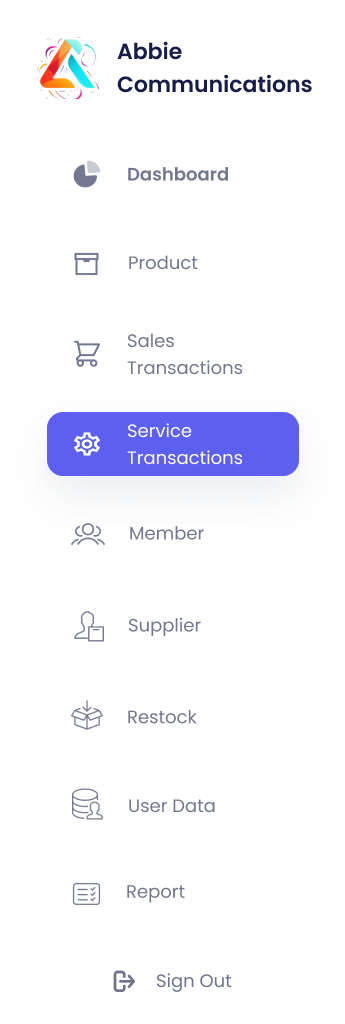 Abbie
Communications
Dashboard
Product
Sales
Transactions
Service
Transactions
Member
Supplier
Restock
User Data
Report
Sign Out